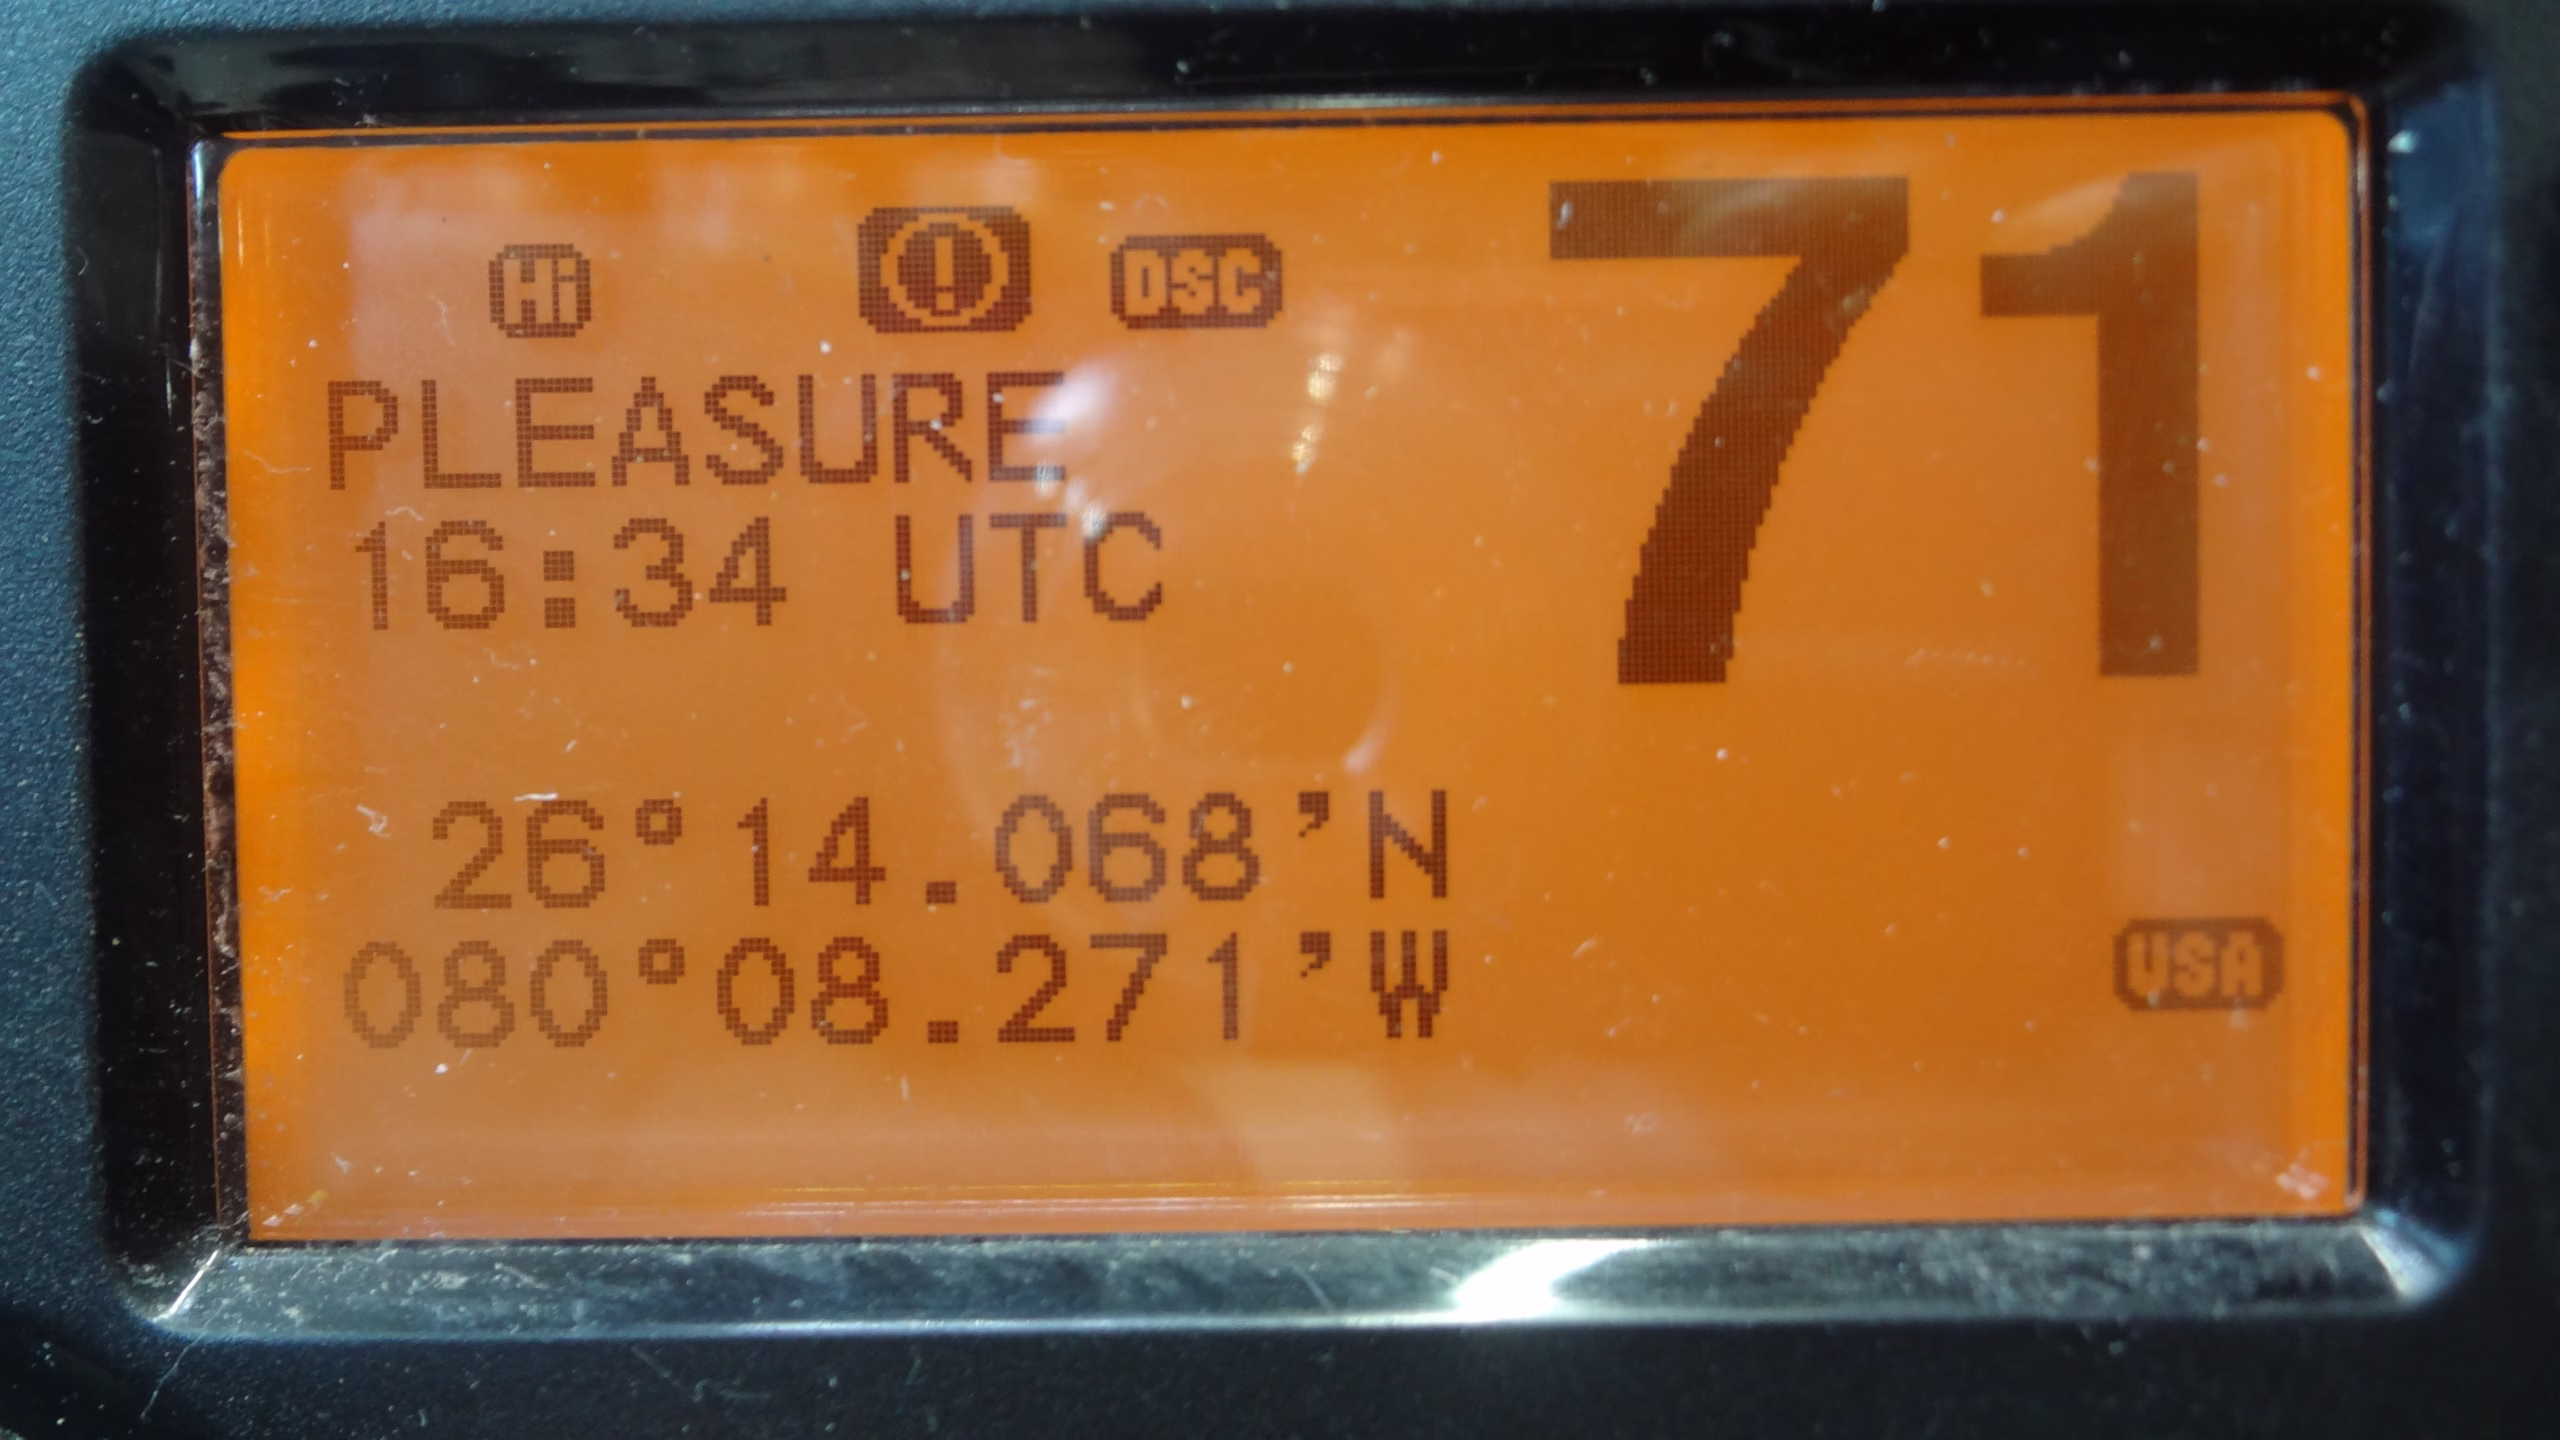 Hi ! DSC 71
PLEASURE
16:34 UTC
26°14.068’N
080°08.271’W
USA